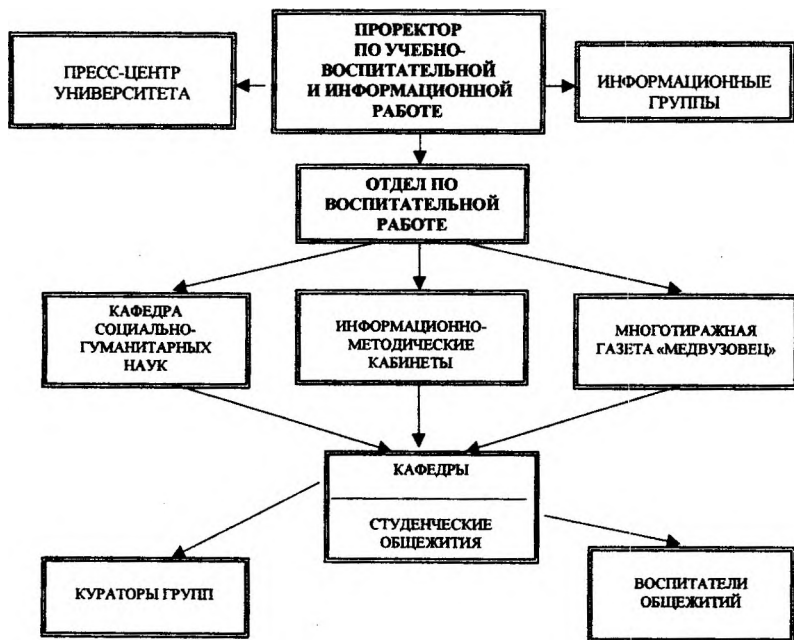 ПРОРЕКТОР
ПО УЧЕБНО-
ВОСПИТАТЕЛЬНОЙ
И ИНФОРМАЦИОННОЙ
РАБОТЕ
ПРЕСС-ЦЕНТР
УНИВЕРСИТЕТА
ИНФОРМАЦИОННЫЕ
ГРУППЫ
ОТДЕЛ ПО
ВОСПИТАТЕЛЬНОЙ
РАБОТЕ
КАФЕДРА
СОЦИАЛЬНО-
ГУМАНИТАРНЫХ
НАУК
ИНФОРМАЦИОННО-
МЕТОДИЧЕСКИЕ
КАБИНЕТЫ
МНОГОТИРАЖНАЯ
ГАЗЕТА «МЕДВУЗОВЕЦ»
КАФЕДРЫ
СТУДЕНЧЕСКИЕ
ОБЩЕЖИТИЯ
КУРАТОРЫ ГРУПП
ВОСПИТАТЕЛИ
ОБЩЕЖИТИЙ